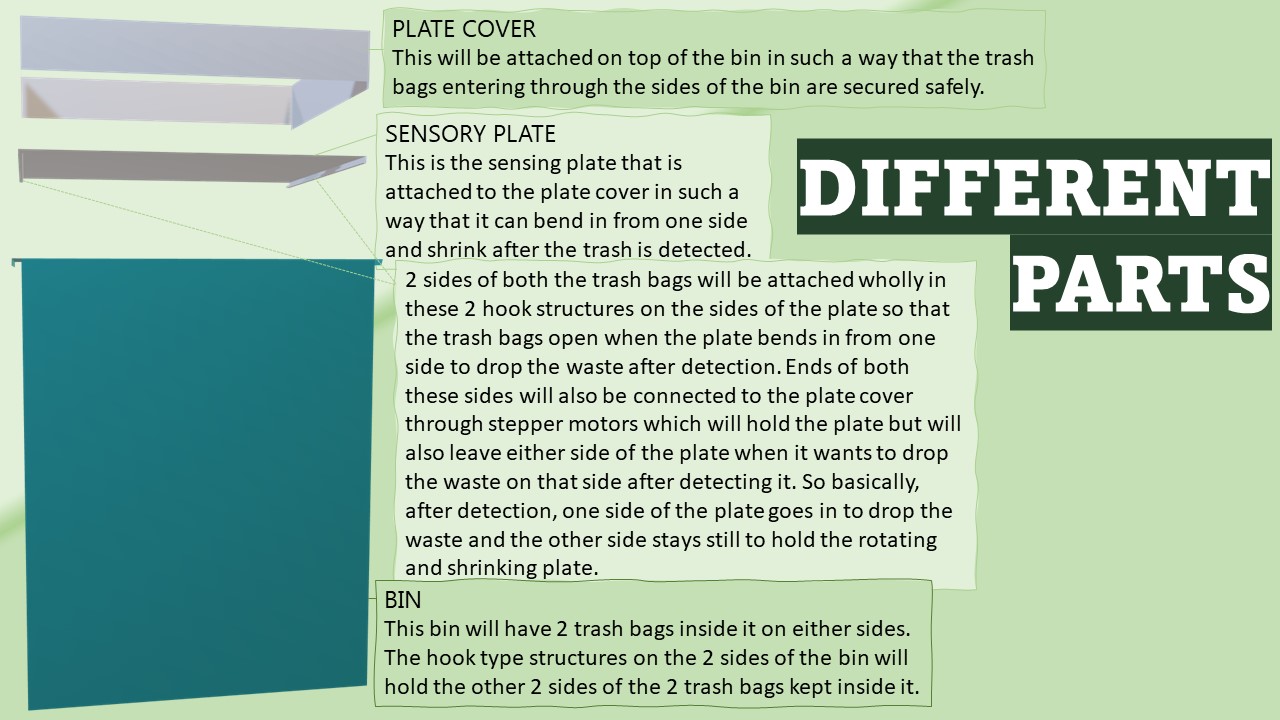 PLATE COVER
This will be attached on top of the bin in such a way that the trash
bags entering through the sides of the bin are secured safely.
SENSORY PLATE
This is the sensing plate that is
attached to the plate cover in such a
way that it can bend in from one side
and shrink after the trash is detected.
DIFFERENT
PARTS
2 sides of both the trash bags will be attached wholly in
these 2 hook structures on the sides of the plate so that
the trash bags open when the plate bends in from one
side to drop the waste after detection. Ends of both
these sides will also be connected to the plate cover
through stepper motors which will hold the plate but will
also leave either side of the plate when it wants to drop
the waste on that side after detecting it. So basically,
after detection, one side of the plate goes in to drop the
waste and the other side stays still to hold the rotating
and shrinking plate.
BIN
This bin will have 2 trash bags inside it on either sides.
The hook type structures on the 2 sides of the bin will
hold the other 2 sides of the 2 trash bags kept inside it.